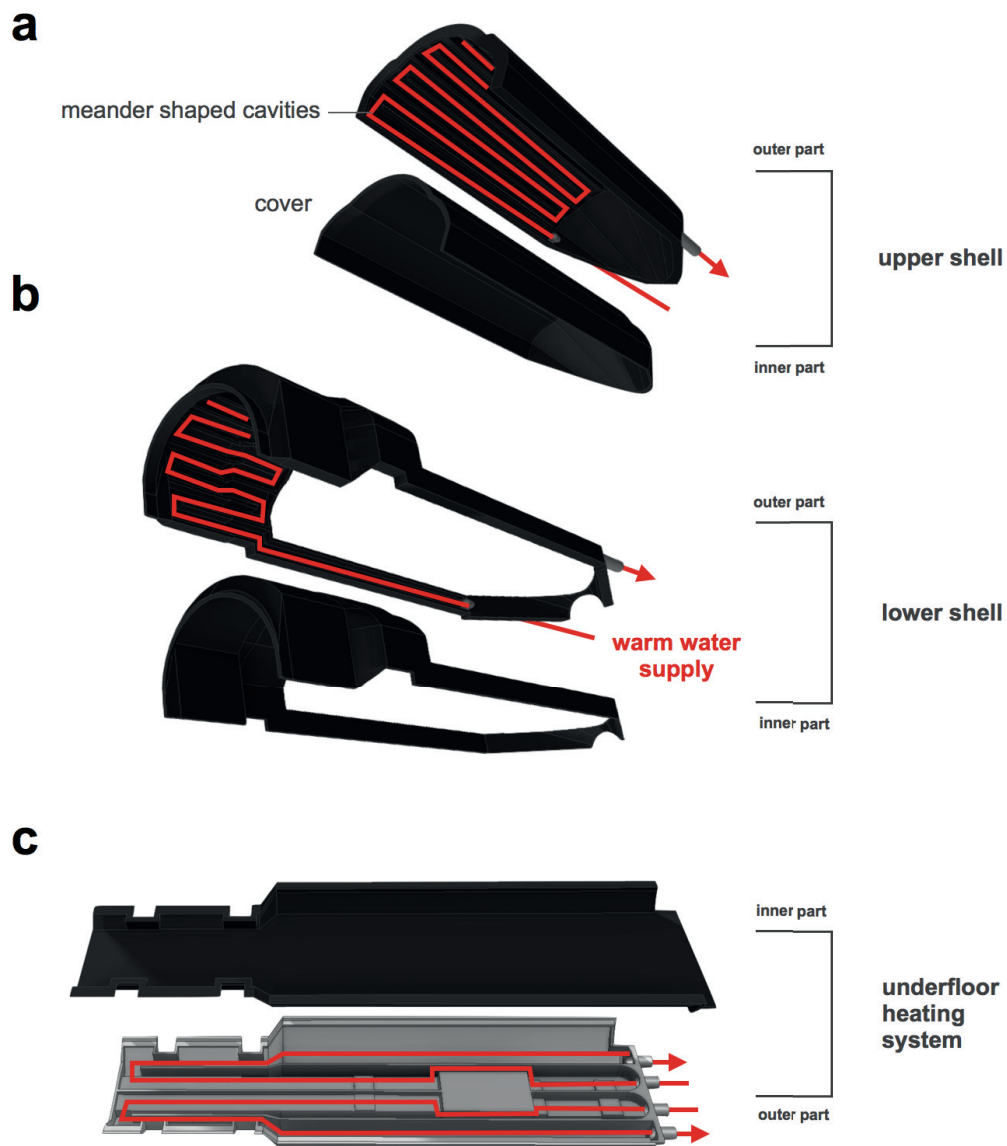 a
meander shaped cavities
outer part
cover
upper shell
b
inner part
outer part
lower shell
warm water
supply
inner part
c
inner part
underfloor
heating
system
outer part